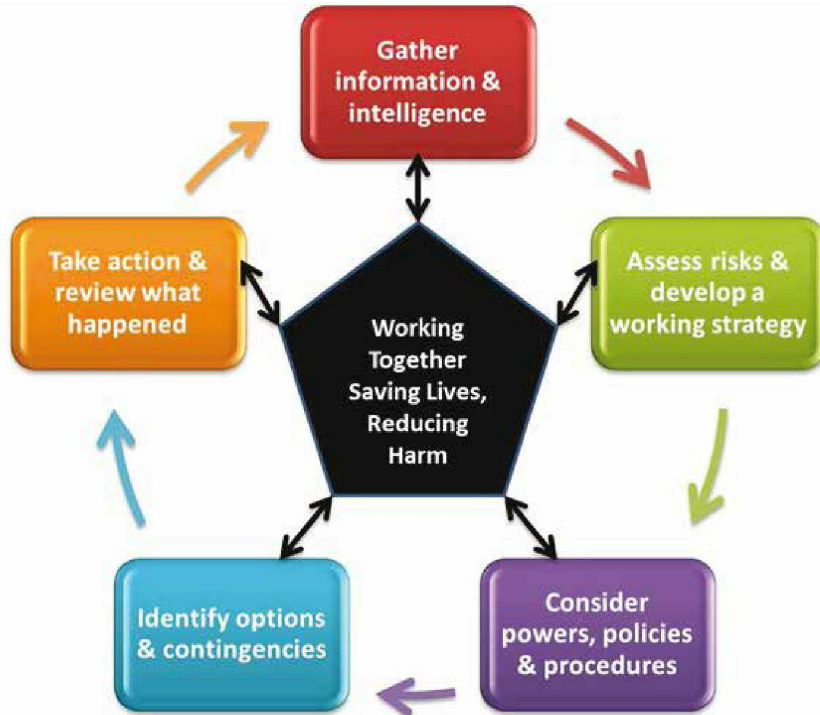 Gather
information &
intelligence
Assess risks &
develop a
working strategy
Consider
powers, policies
& procedures
Identify options
& contingencies
Take action &
review what
happened
Working
Together
Saving Lives,
Reducing
Harm